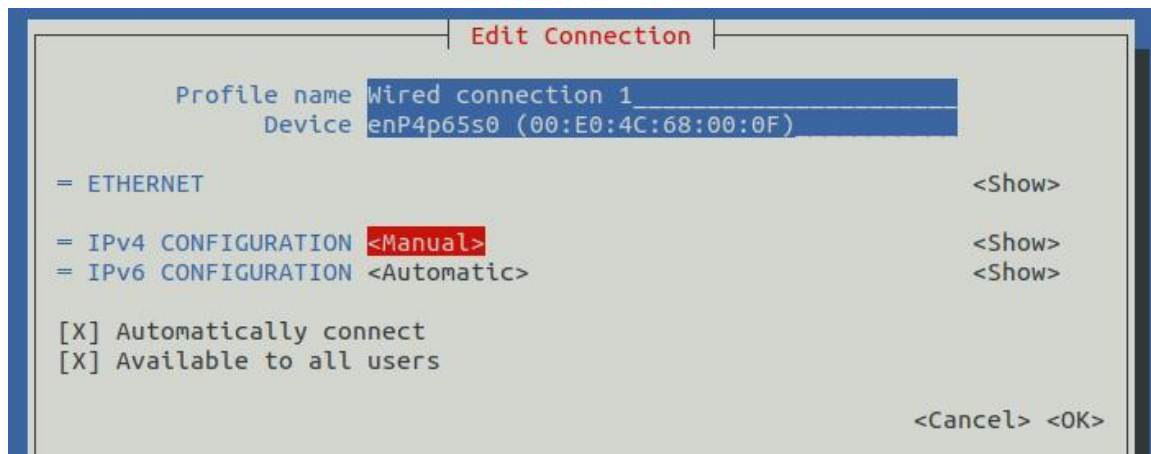 Edit Connection
Profile name Wired connection 1
Device enP4p65s0 (00:E0:4C:68:00:0F)
= ETHERNET <Show>
= IPv4 CONFIGURATION <Manual> <Show>
= IPv6 CONFIGURATION <Automatic> <Show>
[X] Automatically connect
[X] Available to all users
<Cancel> <OK>